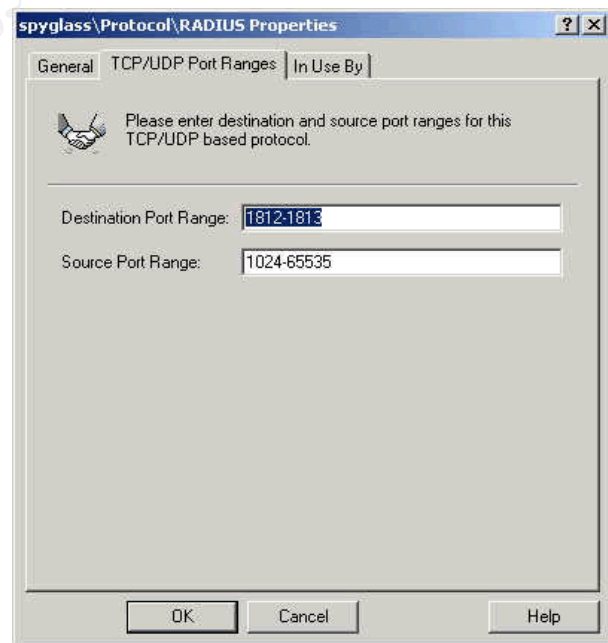 spyglass\Protocol\RADIUS Properties
General TCP/UDP Port Ranges In Use By
Please enter destination and source port ranges for this
TCP/UDP based protocol.
Destination Port Range: 1812-1813
Source Port Range: 1024-65535
OK Cancel Help